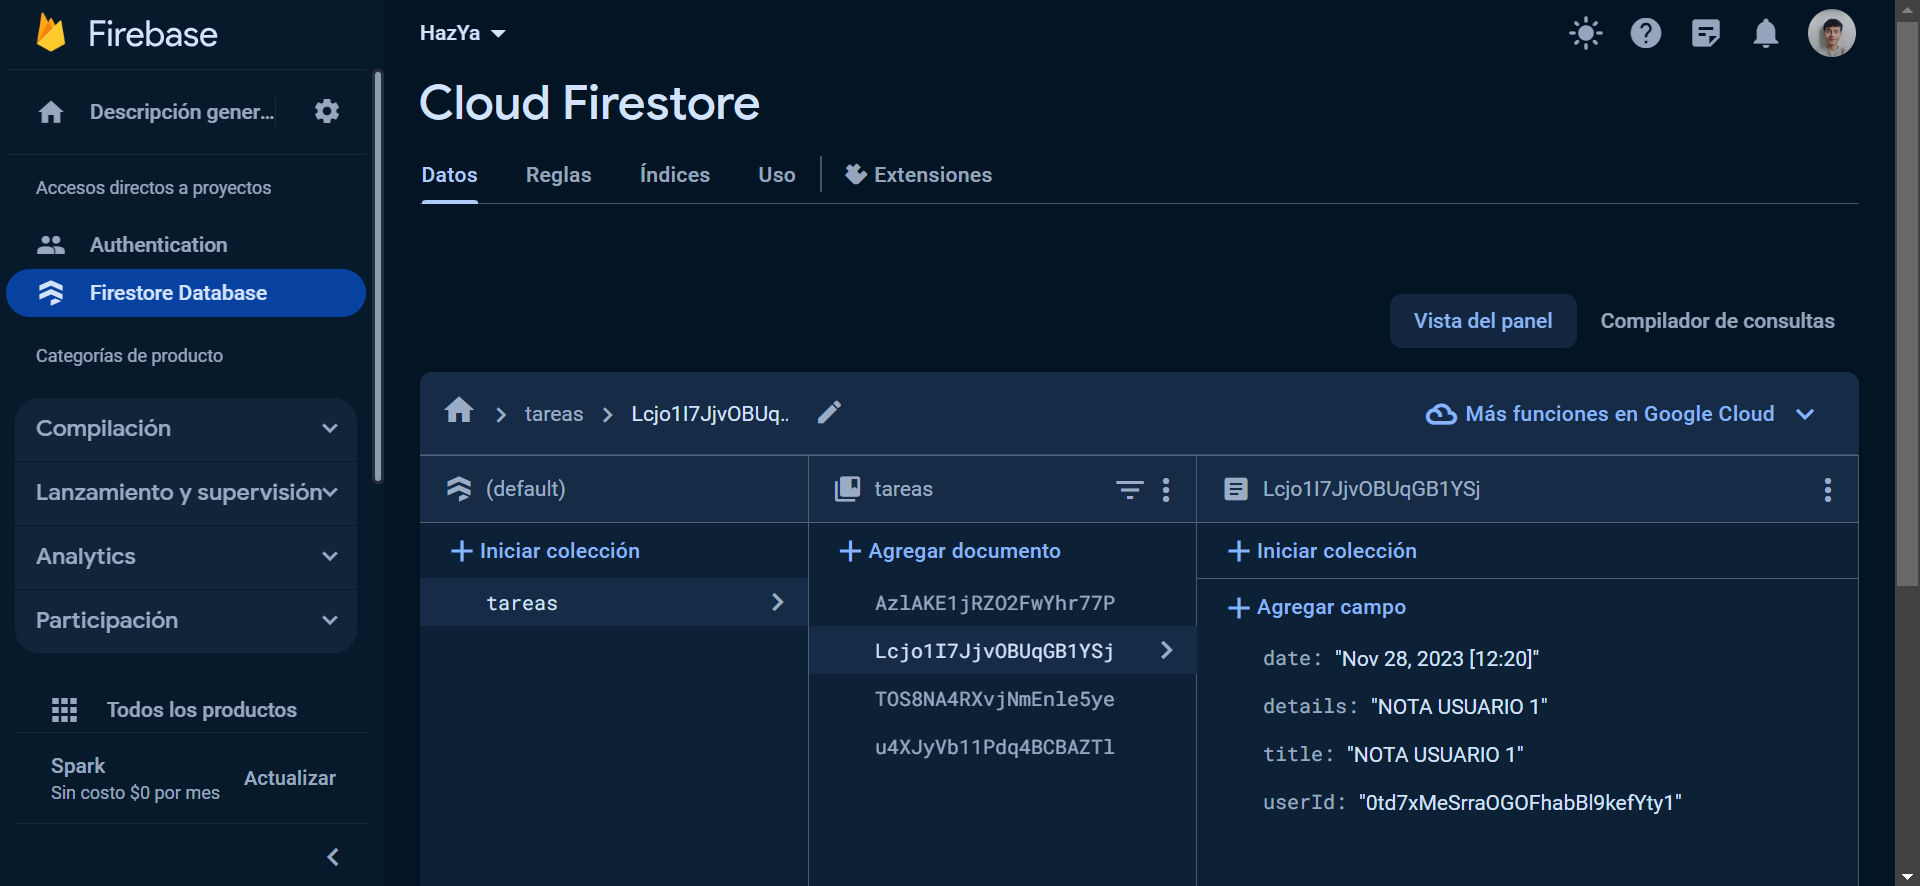 Firebase
Descripción gener...
Accesos directos a proyectos
Authentication
Firestore Database
Categorías de producto
Compilación
Lanzamiento y supervisión
Analytics
Participación
Todos los productos
Spark
Sin costo $0 por mes
Actualizar
HazYa
Cloud Firestore
Datos
Reglas
Índices
Uso
Extensiones
Vista del panel
Compilador de consultas
tareas
Lcjo1I7JjvOBUq..
Más funciones en Google Cloud
(default)
Iniciar colección
tareas
tareas
Agregar documento
AzlAKE1jRZO2FwYhr77P
Lcjo1I7JjvOBUqGB1YSj
TOS8NA4RXvjNmEnle5ye
u4XJyVb11Pdq4BCBAZTl
Lcjo1I7JjvOBUqGB1YSj
Iniciar colección
Agregar campo
date: "Nov 28, 2023 [12:20]"
details: "NOTA USUARIO 1"
title: "NOTA USUARIO 1"
userId: "0td7xMeSrraOGOFhabBl9kefYty1"